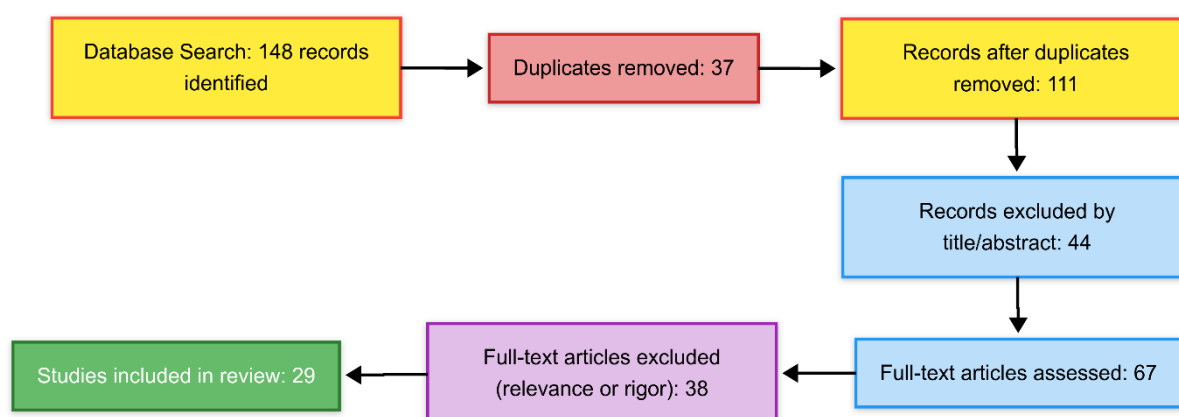 Database Search: 148 records
identified
Duplicates removed: 37
Records after duplicates
removed: 111
Records excluded by
title/abstract: 44
Full-text articles assessed: 67
Full-text articles excluded
(relevance or rigor): 38
Studies included in review: 29